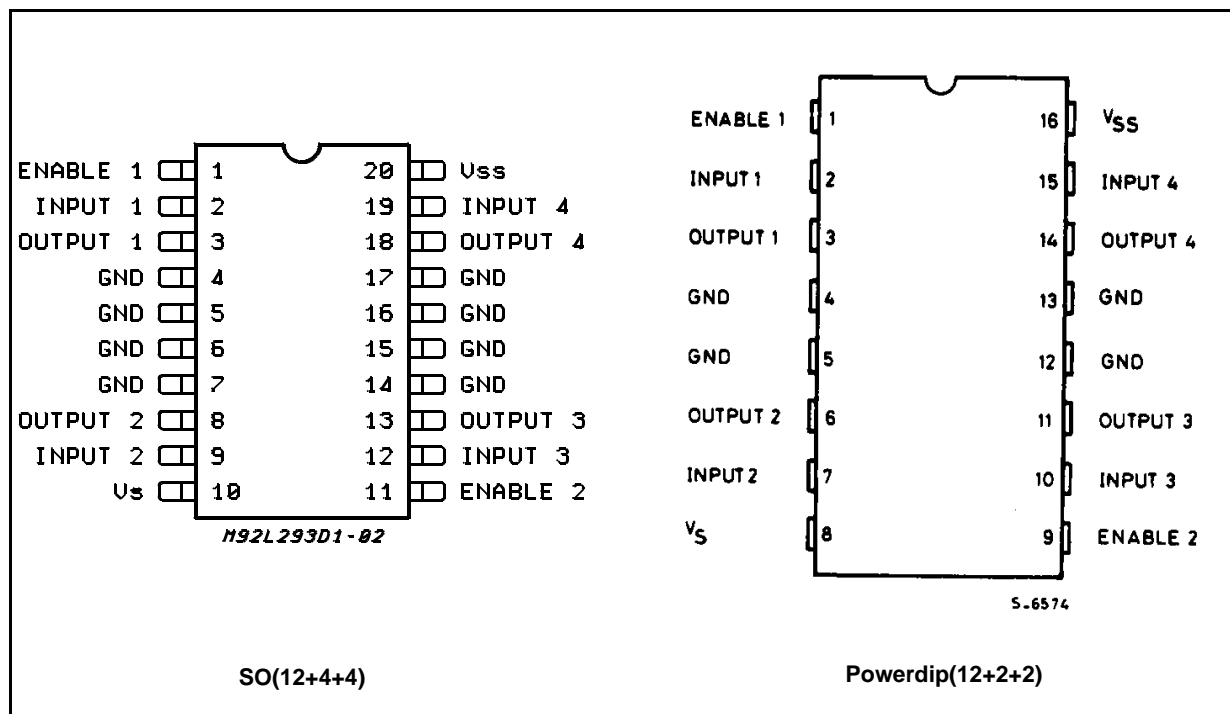 ENABLE 1 1 20 Vss
INPUT 1 2 19 INPUT 4
OUTPUT 1 3 18 OUTPUT 4
GND 4 17 GND
GND 5 16 GND
GND 6 15 GND
GND 7 14 GND
OUTPUT 2 8 13 OUTPUT 3
INPUT 2 9 12 INPUT 3
Vs 10 11 ENABLE 2
M92L293D1-02
SO(12+4+4)
ENABLE 1 1 16 VSS
INPUT 1 2 15 INPUT 4
OUTPUT 1 3 14 OUTPUT 4
GND 4 13 GND
GND 5 12 GND
OUTPUT 2 6 11 OUTPUT 3
INPUT 2 7 10 INPUT 3
VS 8 9 ENABLE 2
S-6574
Powerdip(12+2+2)